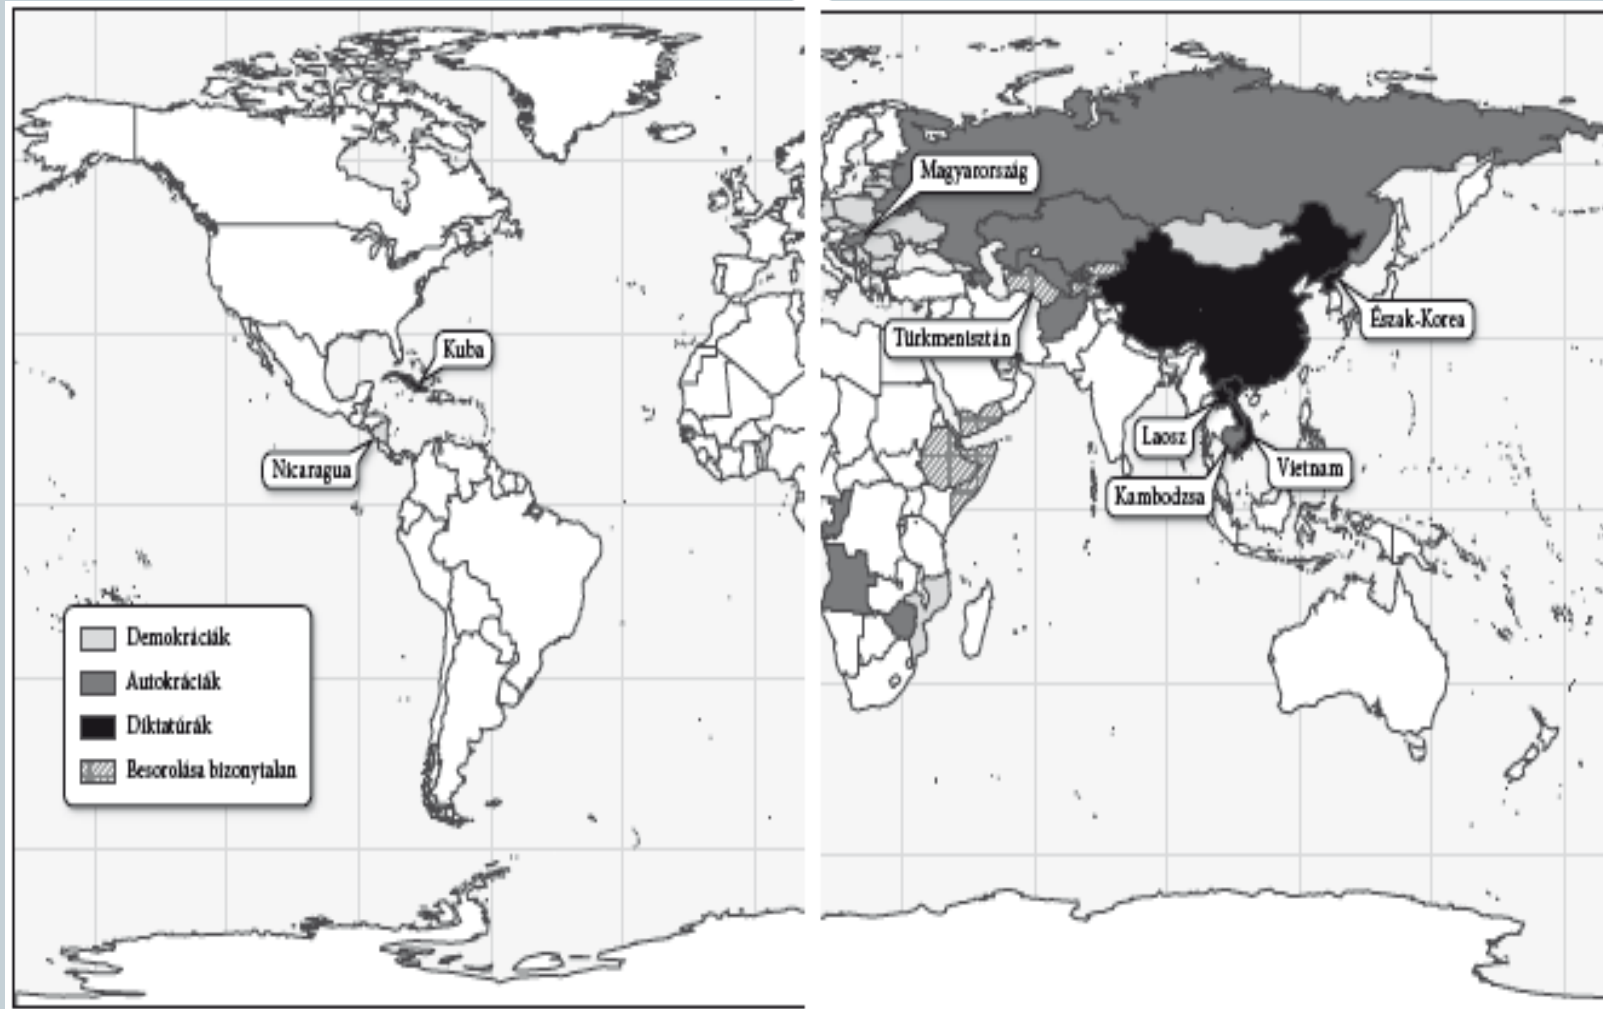 Magyarország
Észak-Korea
Türkmenisztán
Kuba
Laosz
Nicaragua
Vietnam
Kambodzsa
Demokráciák
Autokráciák
Diktatúrák
Besorolása bizonytalan